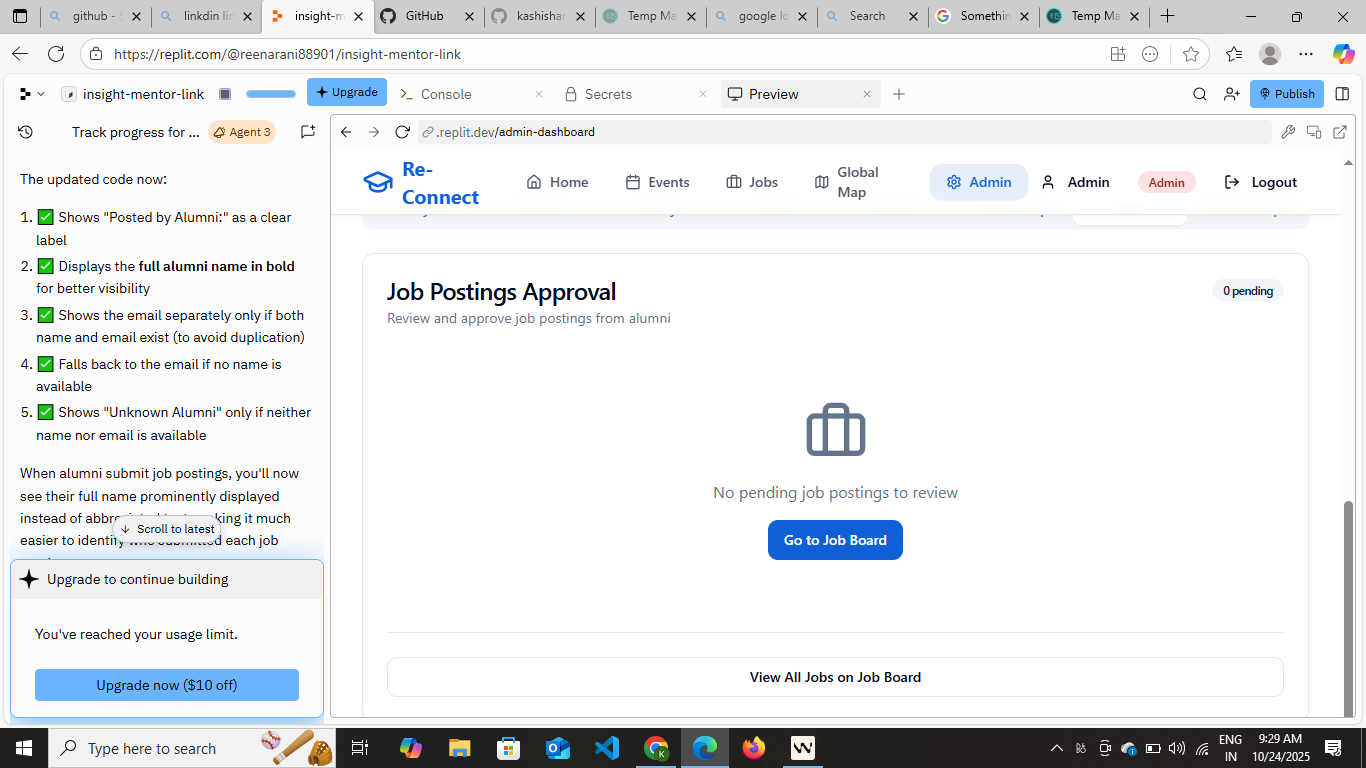 github - S
linkdin lin
insight-m
GitHub
kashishar
Temp Ma
google lo
Search
Somethin
Temp Ma
https://replit.com/@reenarani88901/insight-mentor-link
insight-mentor-link
Upgrade
Console
Secrets
Preview
Publish
Track progress for ...
Agent 3
.replit.dev/admin-dashboard
The updated code now:
1. ✅ Shows "Posted by Alumni:" as a clear
label
2. ✅ Displays the full alumni name in bold
for better visibility
3. ✅ Shows the email separately only if both
name and email exist (to avoid duplication)
4. ✅ Falls back to the email if no name is
available
5. ✅ Shows "Unknown Alumni" only if neither
name nor email is available
When alumni submit job postings, you'll now
see their full name prominently displayed
instead of
much
Scroll to latest
easier to identify
submitted each job
Upgrade to continue building
You've reached your usage limit.
Upgrade now ($10 off)
Re-
Connect
Home
Events
Jobs
Global
Map
Admin
Admin
Admin
Logout
Job Postings Approval
0 pending
Review and approve job postings from alumni
No pending job postings to review
Go to Job Board
View All Jobs on Job Board
Type here to search
ENG
IN
9:29 AM
10/24/2025